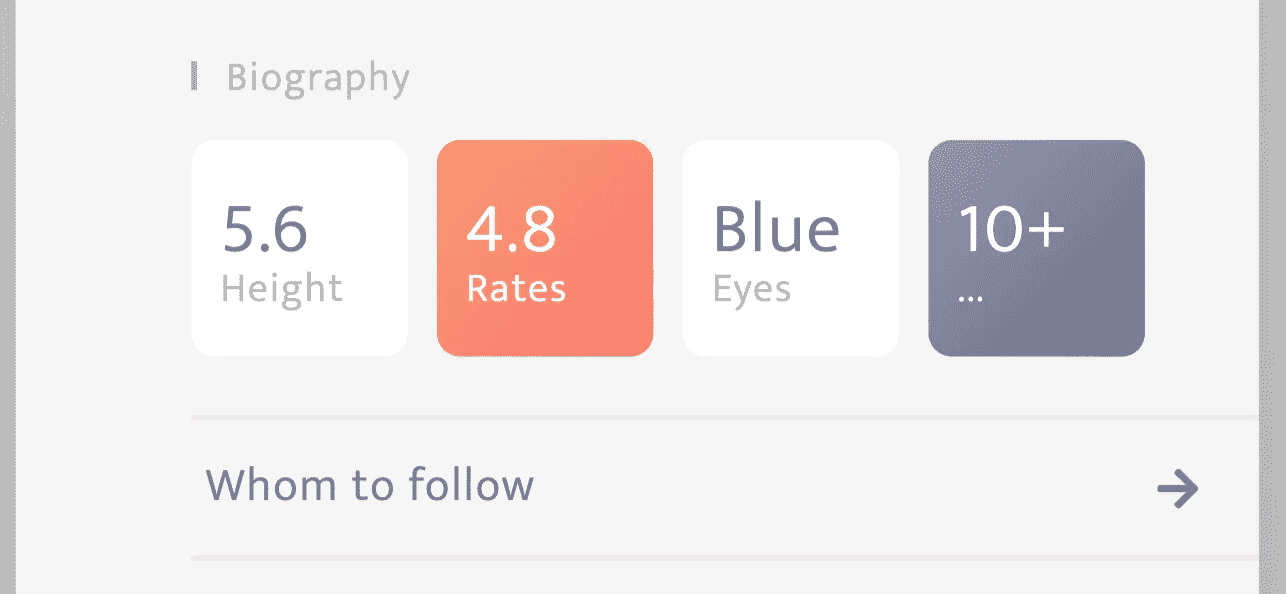 Biography
5.6
Height
4.8
Rates
Blue
Eyes
10+
...
Whom to follow